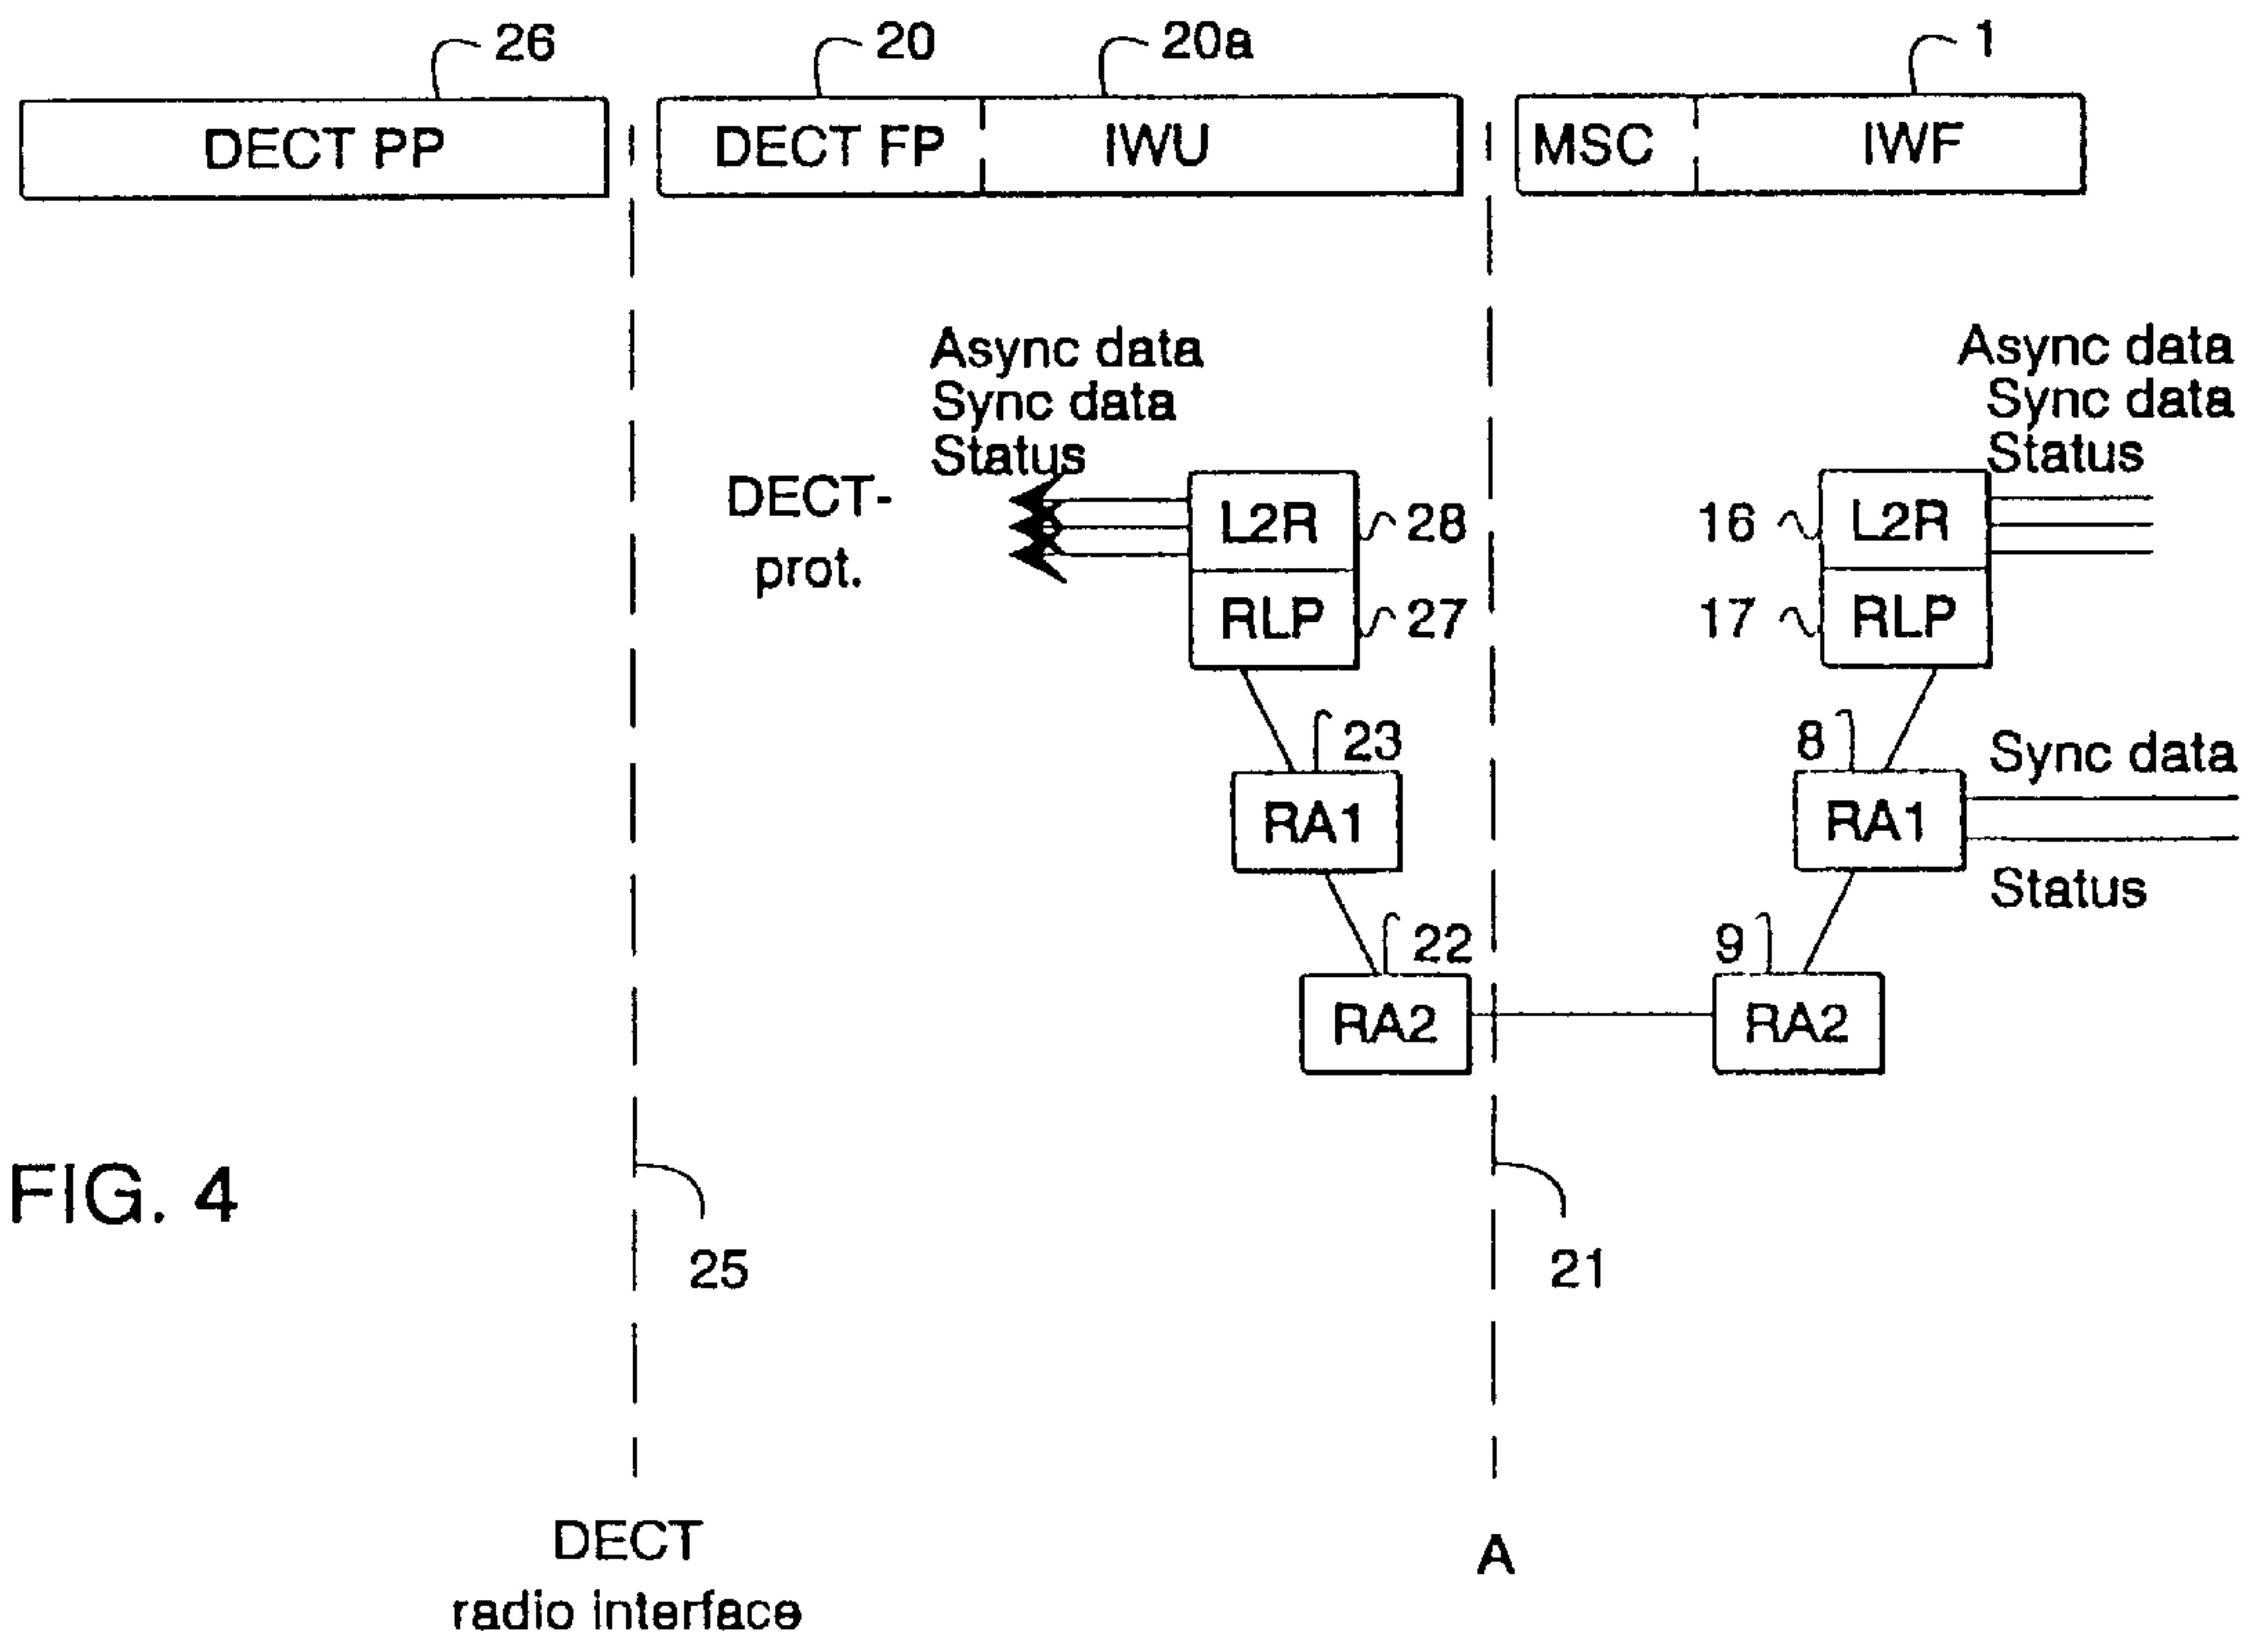 26
20
20a
1
DECT PP
DECT FP
IWU
MSC
IWF
Async data
Sync data
Status
DECT-
prot.
L2R
28
RLP
27
23
RA1
22
RA2
Async data
Sync data
Status
16
L2R
17
RLP
8
RA1
Sync data
Status
9
RA2
FIG. 4
25
21
DECT
radio interface
A